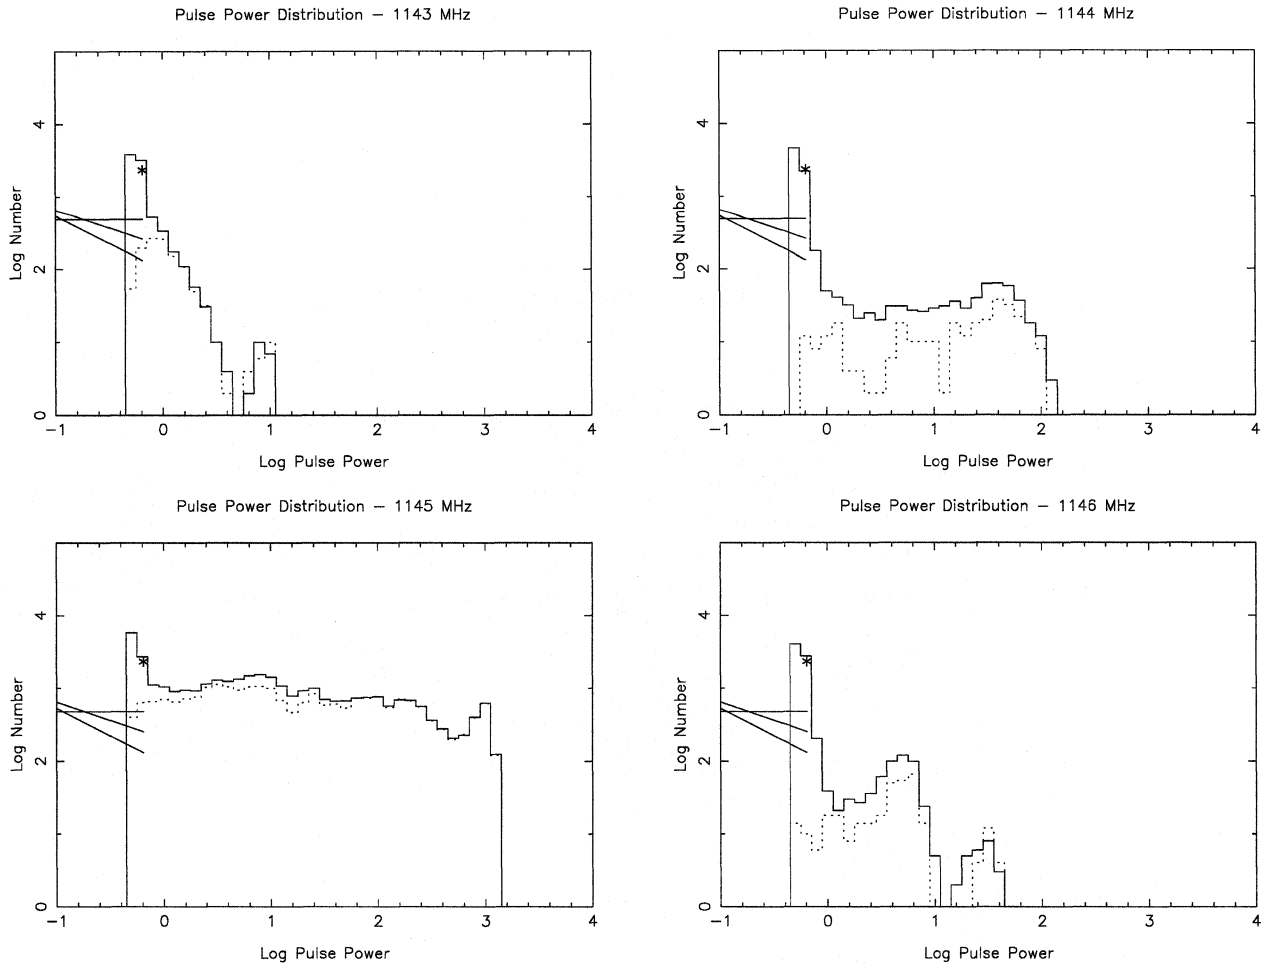 Pulse Power Distribution – 1143 MHz
4
2
0
Log Number
−1 0 1 2 3 4
Log Pulse Power
Pulse Power Distribution – 1144 MHz
4
2
0
Log Number
−1 0 1 2 3 4
Log Pulse Power
Pulse Power Distribution – 1145 MHz
4
2
0
Log Number
−1 0 1 2 3 4
Log Pulse Power
Pulse Power Distribution – 1146 MHz
4
2
0
Log Number
−1 0 1 2 3 4
Log Pulse Power